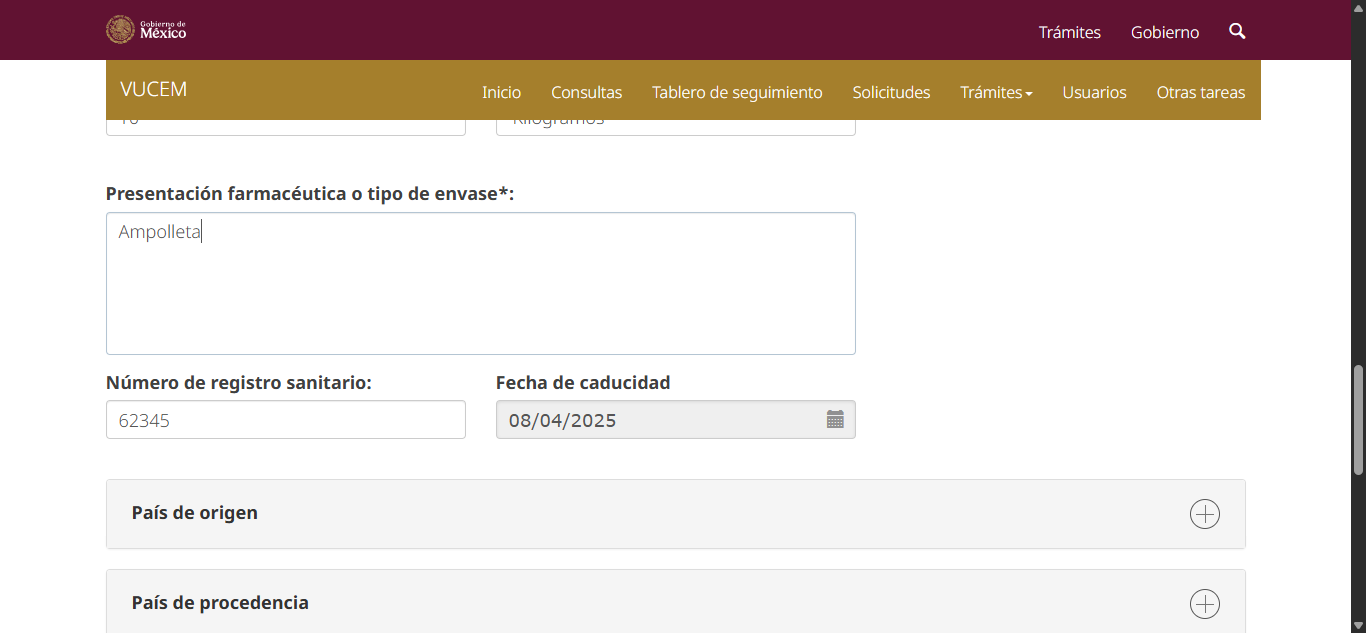 Gobierno de
México
Trámites
Gobierno
VUCEM
Inicio
Consultas
Tablero de seguimiento
Solicitudes
Trámites
Usuarios
Otras tareas
10
Kilogramos
Presentación farmacéutica o tipo de envase*:
Ampolleta
Número de registro sanitario:
Fecha de caducidad
62345
08/04/2025
País de origen
País de procedencia